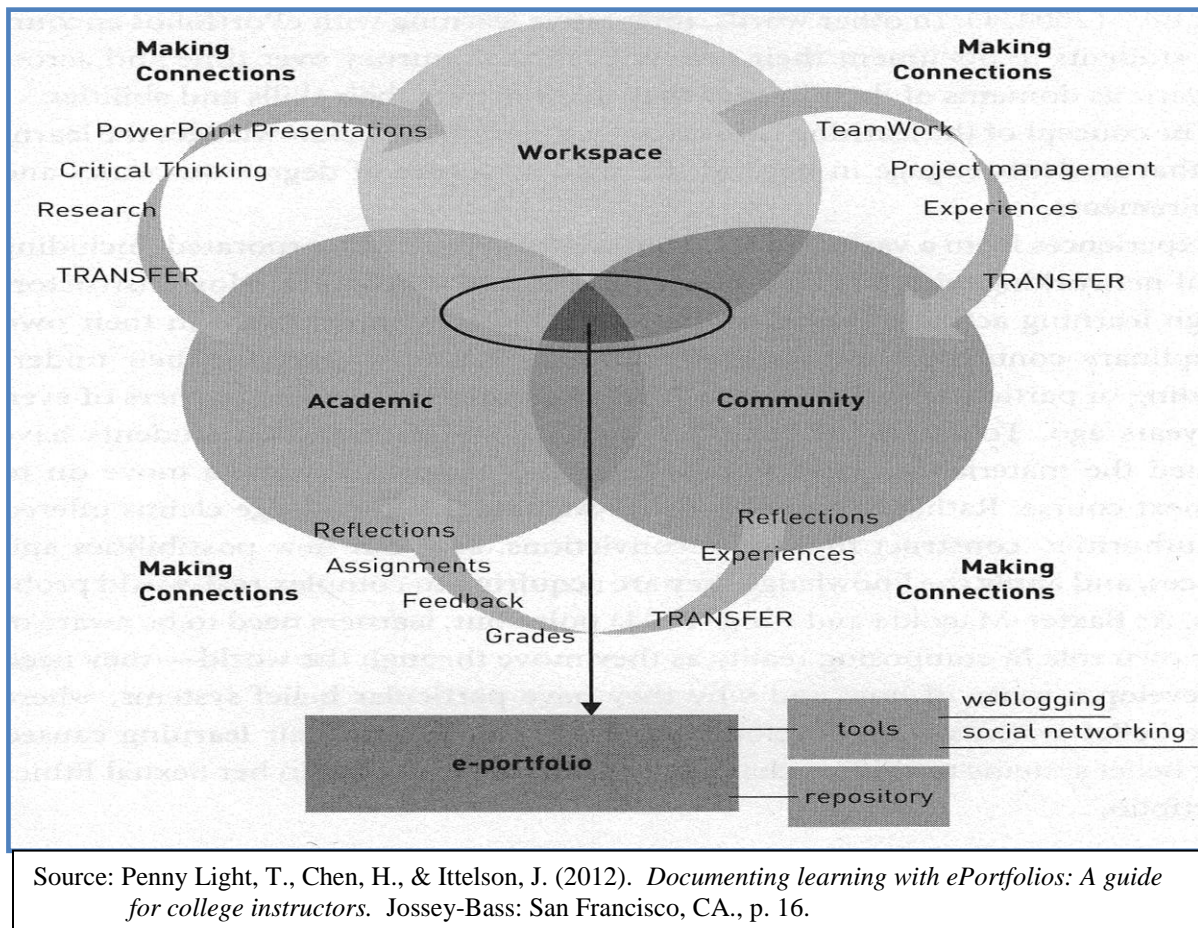 Making
Connections
Making
Connections
PowerPoint Presentations
TeamWork
Critical Thinking
Workspace
Project management
Research
Experiences
TRANSFER
TRANSFER
Academic
Community
Reflections
Reflections
Assignments
Experiences
Making
Connections
Making
Connections
Feedback
TRANSFER
Grades
weblogging
tools
social networking
e-portfolio
repository
Source: Penny Light, T., Chen, H., & Ittelson, J. (2012). Documenting learning with ePortfolios: A guide
for college instructors. Jossey-Bass: San Francisco, CA., p. 16.